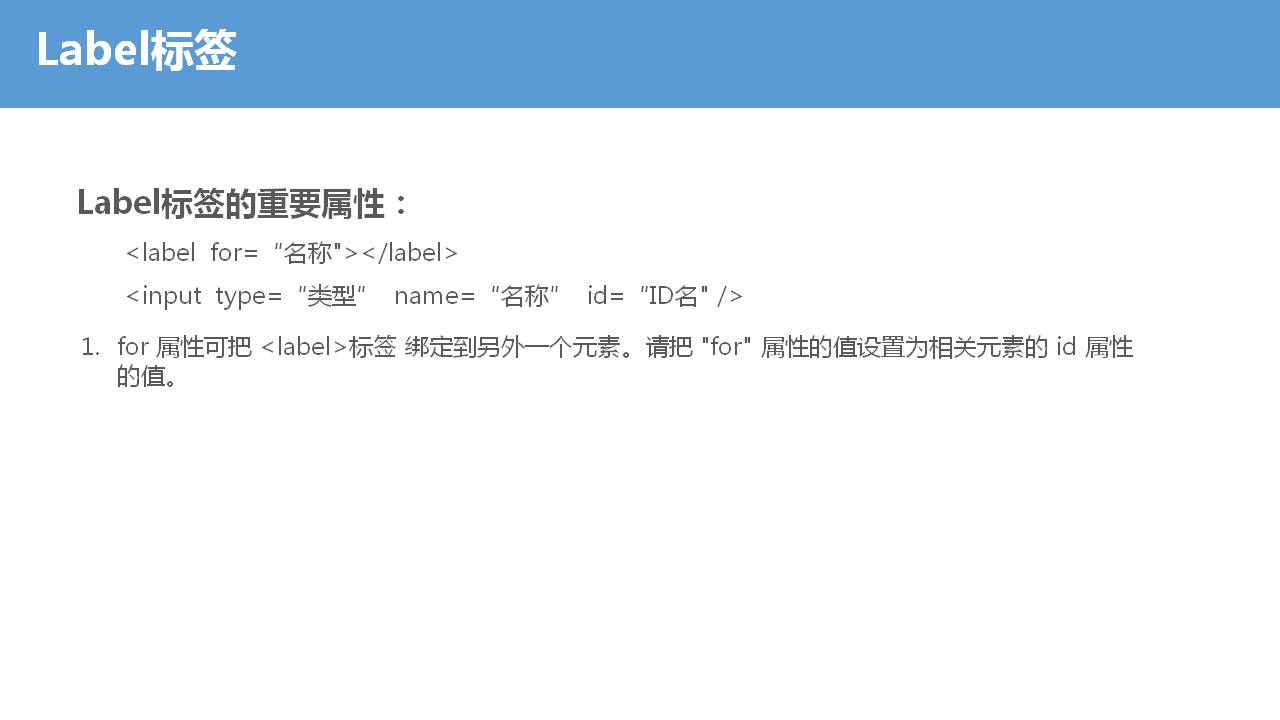 Label标签
Label标签的重要属性：
<label  for=“名称"></label>
<input  type=“类型”  name=“名称”  id=“ID名" />
1. for 属性可把 <label>标签 绑定到另外一个元素。请把 "for" 属性的值设置为相关元素的 id 属性
的值。